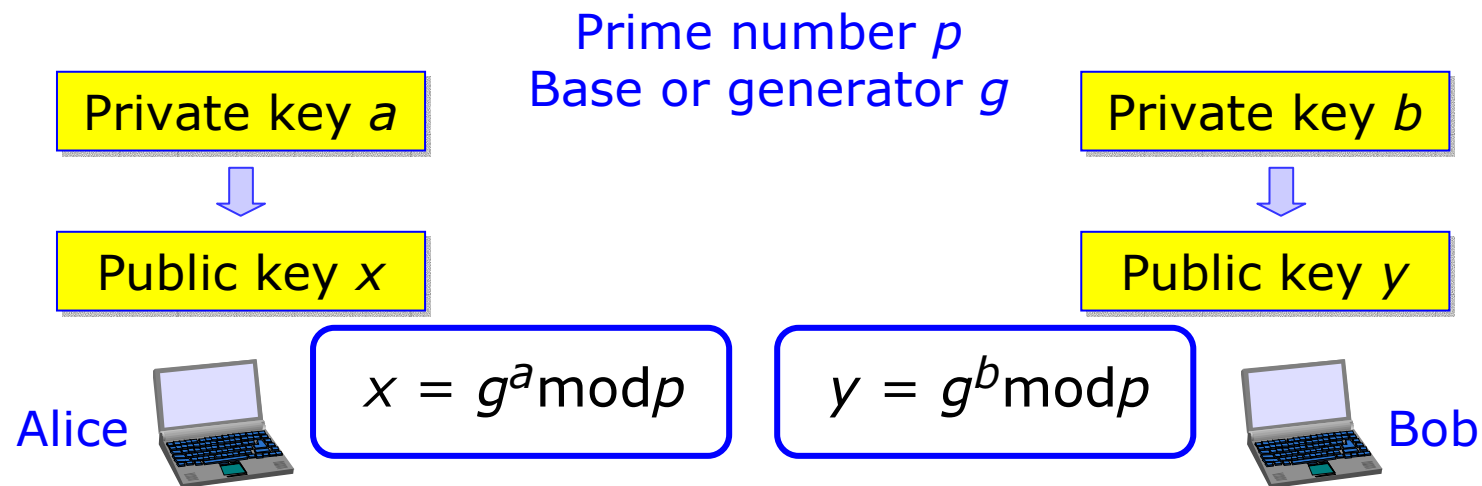 Prime number p
Base or generator g
Private key a
Private key b
Public key x
Public key y
x = gᵃmodp
y = gᵇmodp
Alice
Bob